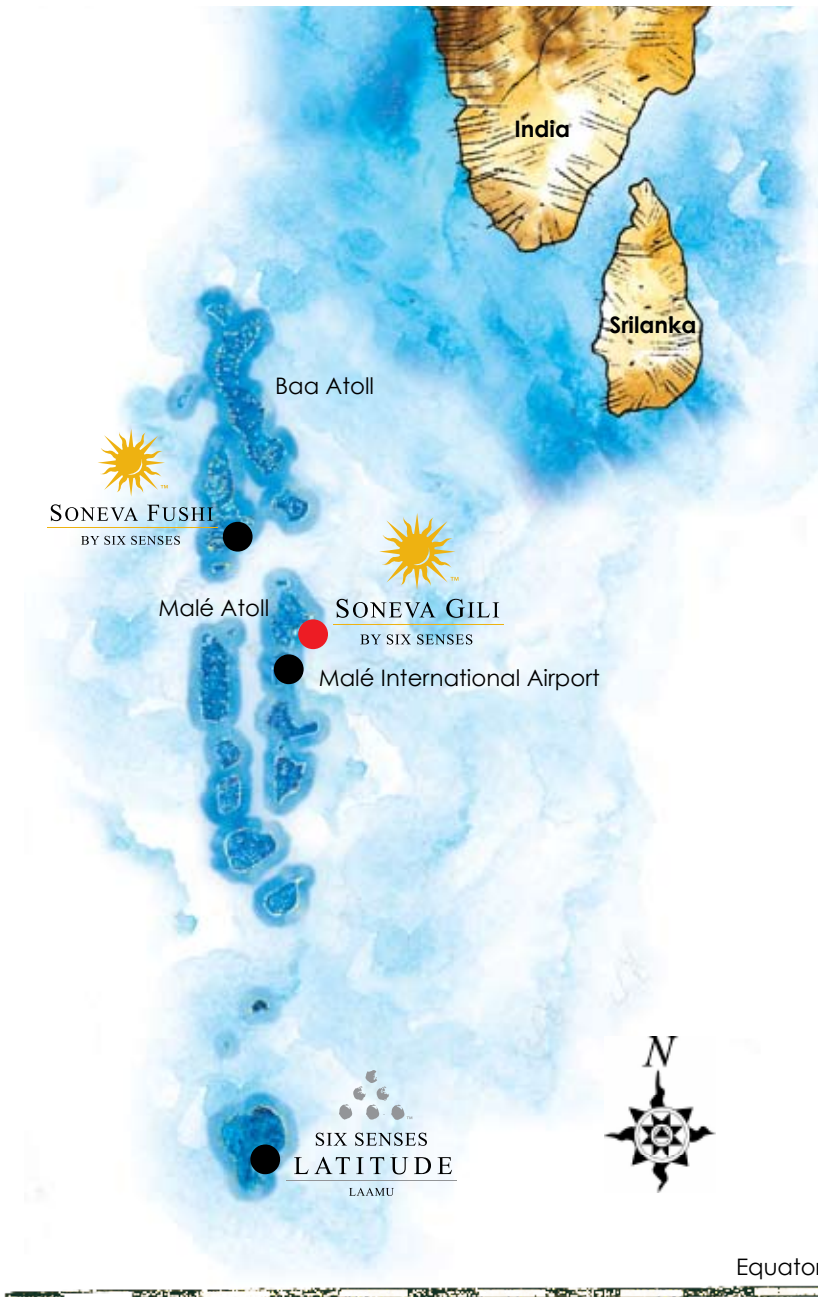 India
Srilanka
Baa Atoll
SONEVA FUSHI
BY SIX SENSES
SONEVA GILI
BY SIX SENSES
Malé Atoll
Malé International Airport
N
SIX SENSES
LATITUDE
LAAMU
Equator